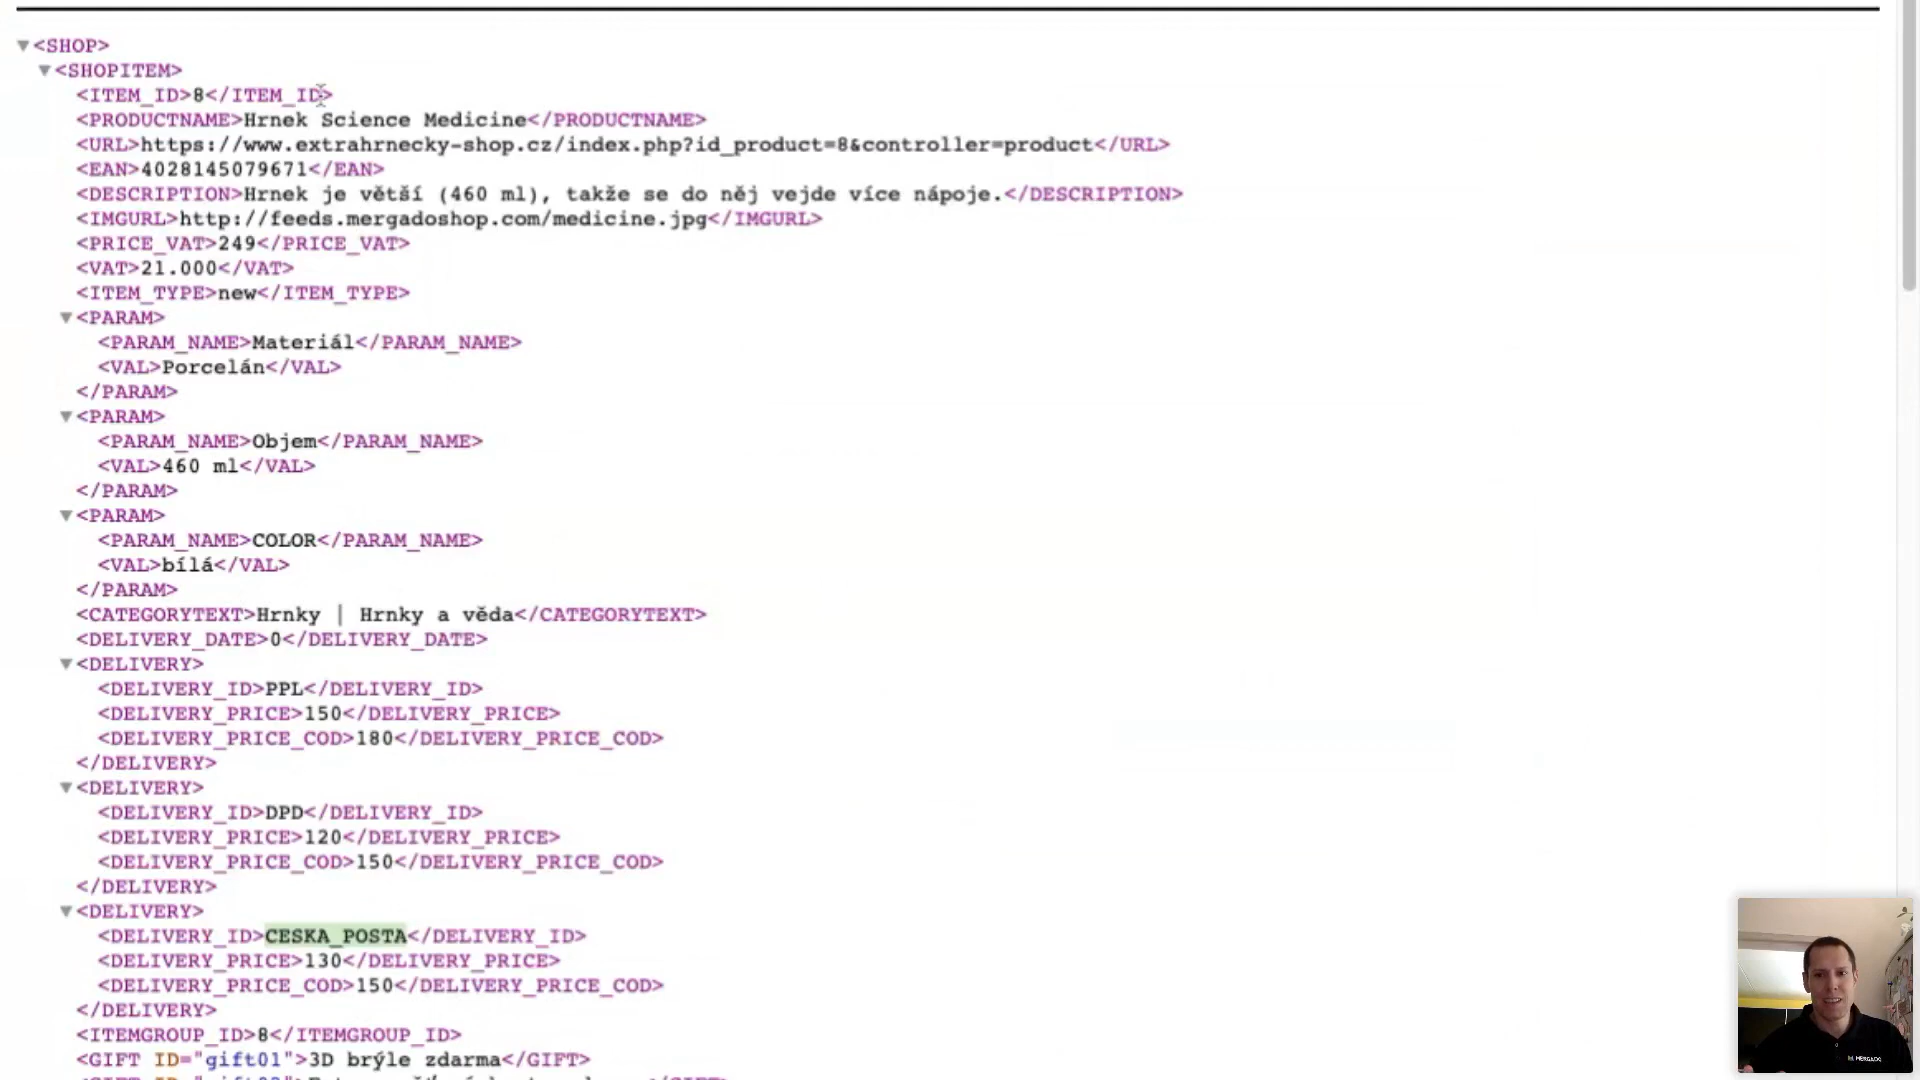 ▼<SHOP>
▼<SHOPITEM>
<ITEM_ID>8</ITEM_ID>
<PRODUCTNAME>Hrnek Science Medicine</PRODUCTNAME>
<URL>https://www.extrahrnecky-shop.cz/index.php?id_product=8&controller=product</URL>
<EAN>4028145079671</EAN>
<DESCRIPTION>Hrnek je větší (460 ml), takže se do něj vejde více nápoje.</DESCRIPTION>
<IMGURL>http://feeds.mergadoshop.com/medicine.jpg</IMGURL>
<PRICE_VAT>249</PRICE_VAT>
<VAT>21.000</VAT>
<ITEM_TYPE>new</ITEM_TYPE>
▼<PARAM>
<PARAM_NAME>Materiál</PARAM_NAME>
<VAL>Porcelán</VAL>
</PARAM>
▼<PARAM>
<PARAM_NAME>Objem</PARAM_NAME>
<VAL>460 ml</VAL>
</PARAM>
▼<PARAM>
<PARAM_NAME>COLOR</PARAM_NAME>
<VAL>bílá</VAL>
</PARAM>
<CATEGORYTEXT>Hrnky | Hrnky a věda</CATEGORYTEXT>
<DELIVERY_DATE>0</DELIVERY_DATE>
▼<DELIVERY>
<DELIVERY_ID>PPL</DELIVERY_ID>
<DELIVERY_PRICE>150</DELIVERY_PRICE>
<DELIVERY_PRICE_COD>180</DELIVERY_PRICE_COD>
</DELIVERY>
▼<DELIVERY>
<DELIVERY_ID>DPD</DELIVERY_ID>
<DELIVERY_PRICE>120</DELIVERY_PRICE>
<DELIVERY_PRICE_COD>150</DELIVERY_PRICE_COD>
</DELIVERY>
▼<DELIVERY>
<DELIVERY_ID>CESKA_POSTA</DELIVERY_ID>
<DELIVERY_PRICE>130</DELIVERY_PRICE>
<DELIVERY_PRICE_COD>150</DELIVERY_PRICE_COD>
</DELIVERY>
<ITEMGROUP_ID>8</ITEMGROUP_ID>
<GIFT ID="gift01">3D brýle zdarma</GIFT>
MERGADO